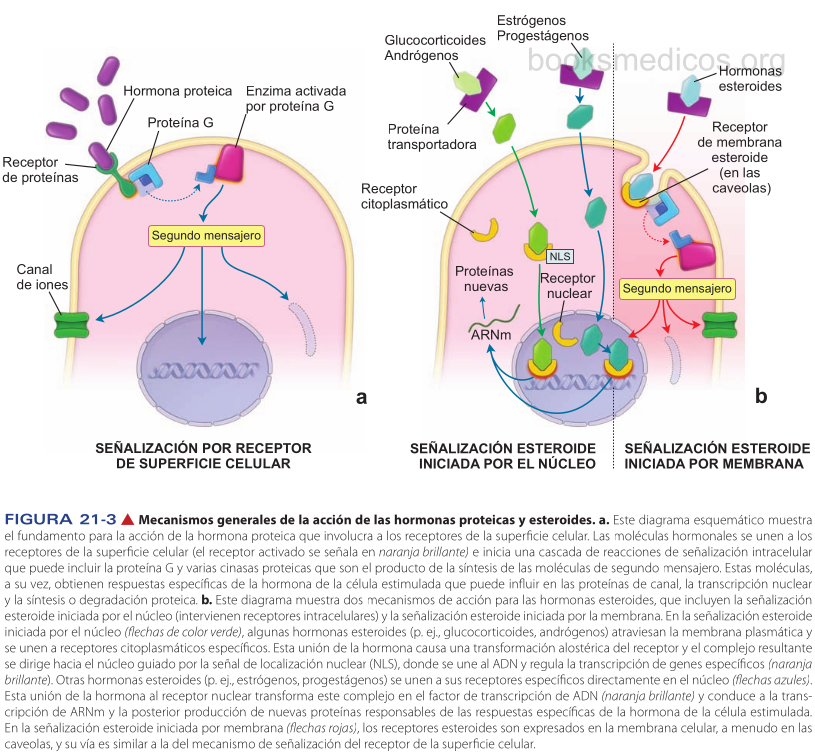 booksmedicos.org
Hormona proteica
Enzima activada
por proteína G
Proteína G
Receptor
de proteínas
Segundo mensajero
Canal
de iones
a
SEÑALIZACIÓN POR RECEPTOR
DE SUPERFICIE CELULAR
Glucocorticoides
Andrógenos
Estrógenos
Progestágenos
Proteína
transportadora
Receptor
citoplasmático
NLS
Proteínas
nuevas
Receptor
nuclear
ARNm
Hormonas
esteroides
Receptor
de membrana
esteroide
(en las
caveolas)
Segundo mensajero
b
SEÑALIZACIÓN ESTEROIDE
INICIADA POR EL NÚCLEO
SEÑALIZACIÓN ESTEROIDE
INICIADA POR MEMBRANA
FIGURA 21-3 ▲ Mecanismos generales de la acción de las hormonas proteicas y esteroides. a. Este diagrama esquemático muestra
el fundamento para la acción de la hormona proteica que involucra a los receptores de la superficie celular. Las moléculas hormonales se unen a los
receptores de la superficie celular (el receptor activado se señala en naranja brillante) e inicia una cascada de reacciones de señalización intracelular
que puede incluir la proteína G y varias cinasas proteicas que son el producto de la síntesis de las moléculas de segundo mensajero. Estas moléculas,
a su vez, obtienen respuestas específicas de la hormona de la célula estimulada que puede influir en las proteínas de canal, la transcripción nuclear
y la síntesis o degradación proteica. b. Este diagrama muestra dos mecanismos de acción para las hormonas esteroides, que incluyen la señalización
esteroide iniciada por el núcleo (intervienen receptores intracelulares) y la señalización esteroide iniciada por la membrana. En la señalización esteroide
iniciada por el núcleo (flechas de color verde), algunas hormonas esteroides (p. ej., glucocorticoides, andrógenos) atraviesan la membrana plasmática y
se unen a receptores citoplasmáticos específicos. Esta unión de la hormona causa una transformación alostérica del receptor y el complejo resultante
se dirige hacia el núcleo guiado por la señal de localización nuclear (NLS), donde se une al ADN y regula la transcripción de genes específicos (naranja
brillante). Otras hormonas esteroides (p. ej., estrógenos, progestágenos) se unen a sus receptores específicos directamente en el núcleo (flechas azules).
Esta unión de la hormona al receptor nuclear transforma este complejo en el factor de transcripción de ADN (naranja brillante) y conduce a la trans-
cripción de ARNm y la posterior producción de nuevas proteínas responsables de las respuestas específicas de la hormona de la célula estimulada.
En la señalización esteroide iniciada por membrana (flechas rojas), los receptores esteroides son expresados en la membrana celular, a menudo en las
caveolas, y su vía es similar a la del mecanismo de señalización del receptor de la superficie celular.